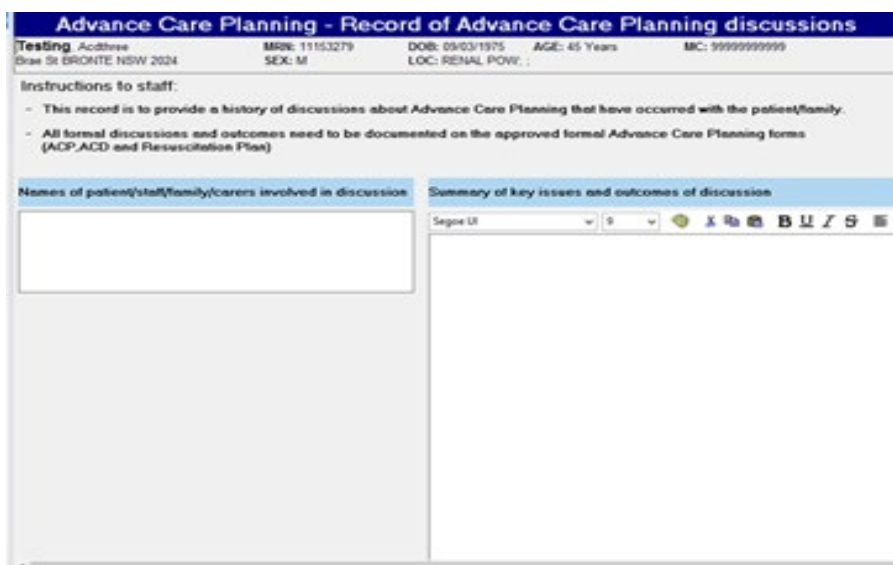 Advance Care Planning - Record of Advance Care Planning discussions
Testing, Acdthree MRN: 11153279 DOB: 09/03/1975 AGE: 45 Years MC: 99999999999
Brae St BRONTE NSW 2024 SEX: M LOC: RENAL POW; ;
Instructions to staff:
- This record is to provide a history of discussions about Advance Care Planning that have occurred with the patient/family.
- All formal discussions and outcomes need to be documented on the approved formal Advance Care Planning forms
(ACP,ACD and Resuscitation Plan)
Names of patient/staff/family/carers involved in discussion
Summary of key issues and outcomes of discussion
Segoe UI 9 B U I S